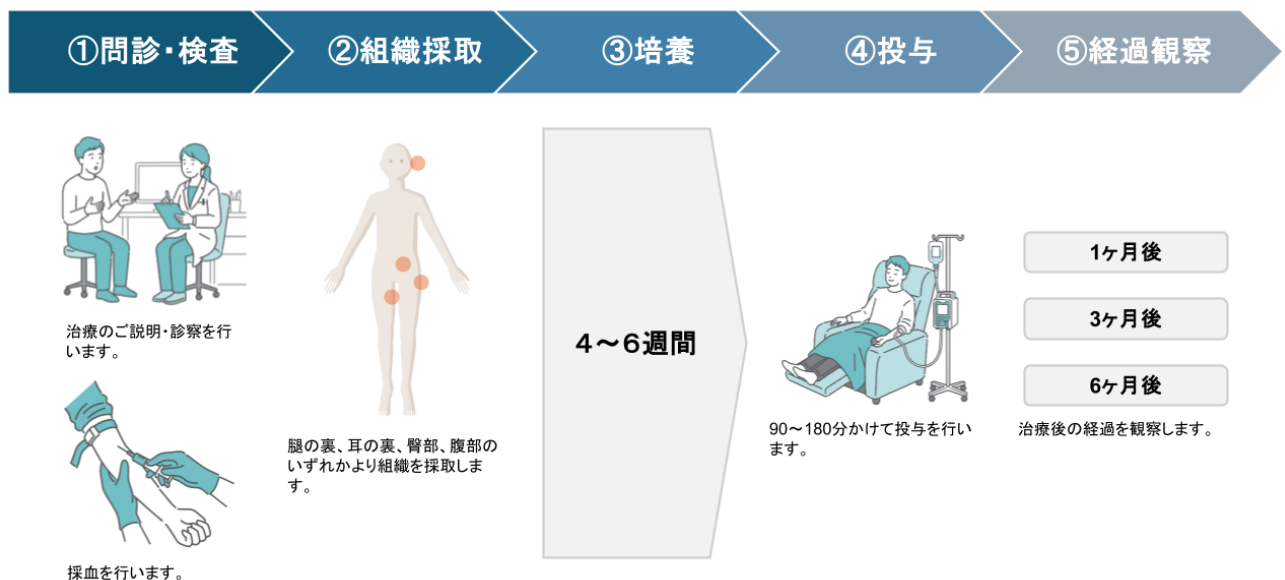 ①問診・検査
②組織採取
③培養
④投与
⑤経過観察
治療のご説明・診察を行
います。
採血を行います。
腿の裏、耳の裏、臀部、腹部の
いずれかより組織を採取しま
す。
4～6週間
90～180分かけて投与を行い
ます。
1ヶ月後
3ヶ月後
6ヶ月後
治療後の経過を観察します。